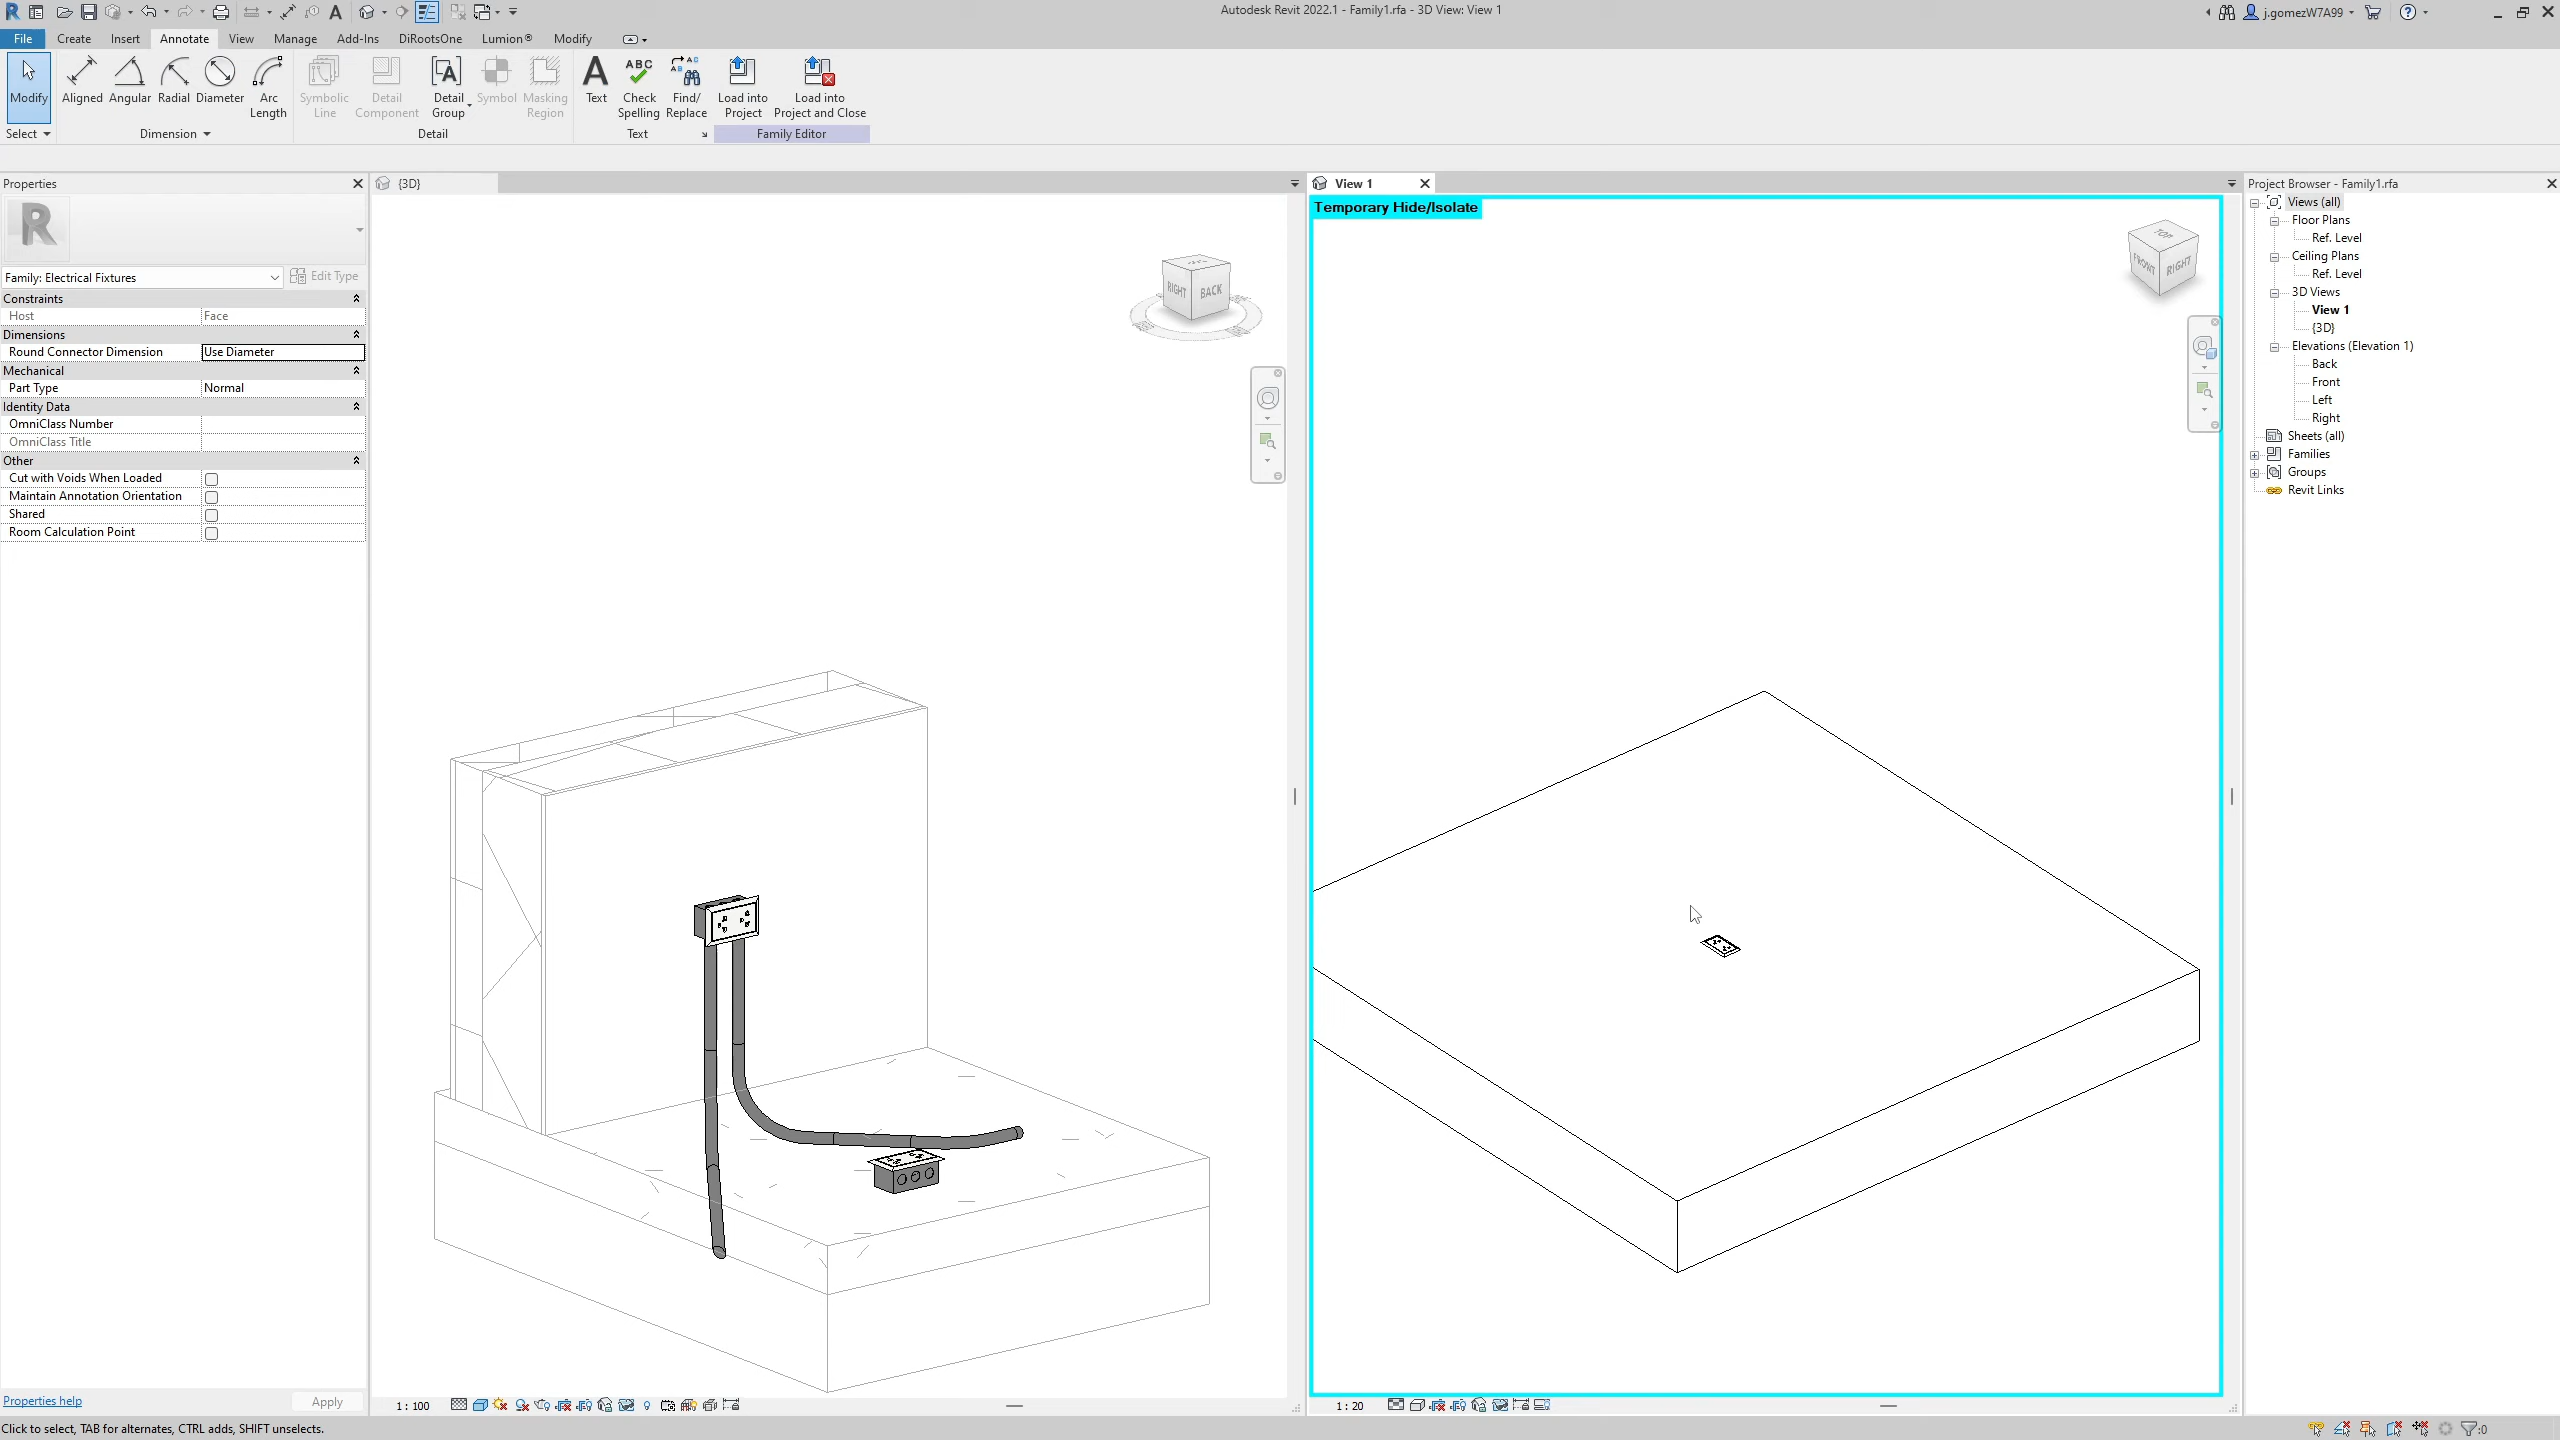 Autodesk Revit 2022.1 - Family1.rfa - 3D View: View 1
j.gomezW7A99
File
Create
Insert
Annotate
View
Manage
Add-Ins
DiRootsOne
Lumion®
Modify
Modify
Aligned
Angular
Radial
Diameter
Arc
Length
Symbolic
Line
Detail
Component
Detail
Group
Symbol
Masking
Region
Text
ABC
Check
Spelling
Find/
Replace
Load into
Project
Load into
Project and Close
Select
Dimension
Detail
Text
Family Editor
Properties
Family: Electrical Fixtures
Edit Type
Constraints
Host
Face
Dimensions
Round Connector Dimension
Use Diameter
Mechanical
Part Type
Normal
Identity Data
OmniClass Number
OmniClass Title
Other
Cut with Voids When Loaded
Maintain Annotation Orientation
Shared
Room Calculation Point
Properties help
Apply
{3D}
RIGHT
BACK
1 : 100
View 1
Temporary Hide/Isolate
TOP
FRONT
RIGHT
1 : 20
Project Browser - Family1.rfa
Views (all)
Floor Plans
Ref. Level
Ceiling Plans
Ref. Level
3D Views
View 1
{3D}
Elevations (Elevation 1)
Back
Front
Left
Right
Sheets (all)
Families
Groups
Revit Links
Click to select, TAB for alternates, CTRL adds, SHIFT unselects.
:0